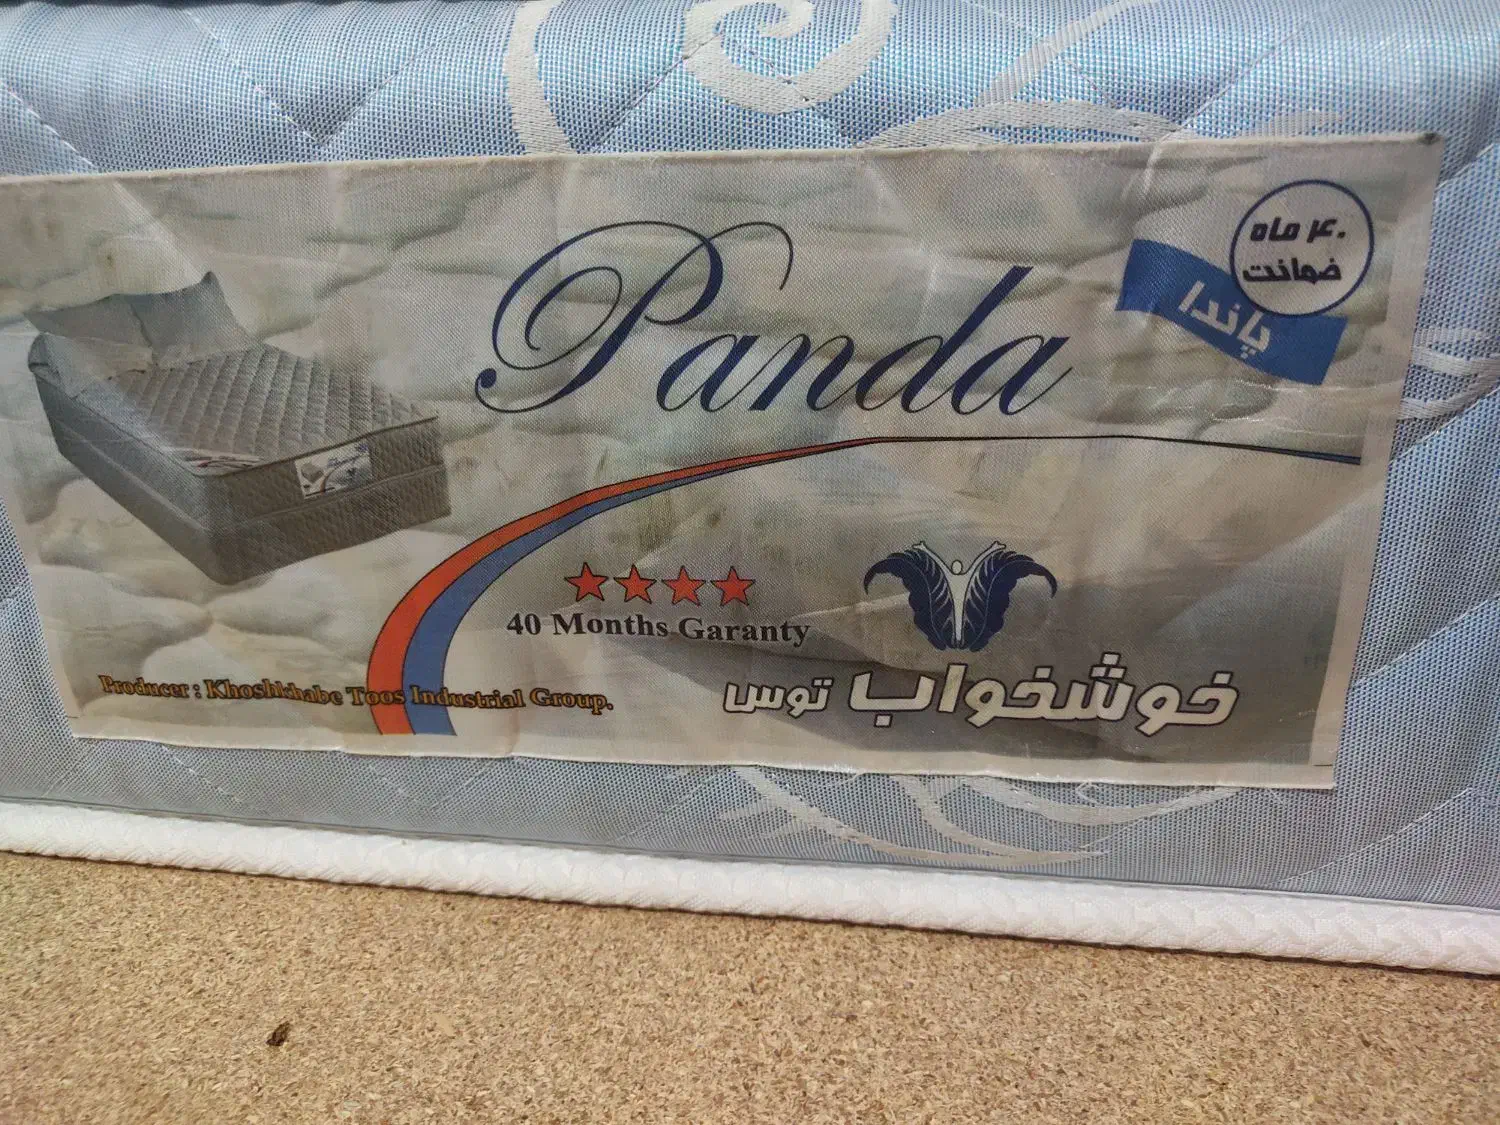 ۴۰ ماه
ضمانت
پاندا
Panda
40 Months Garanty
Producer : Khoshkhabe Toos Industrial Group.
خوشخواب توس